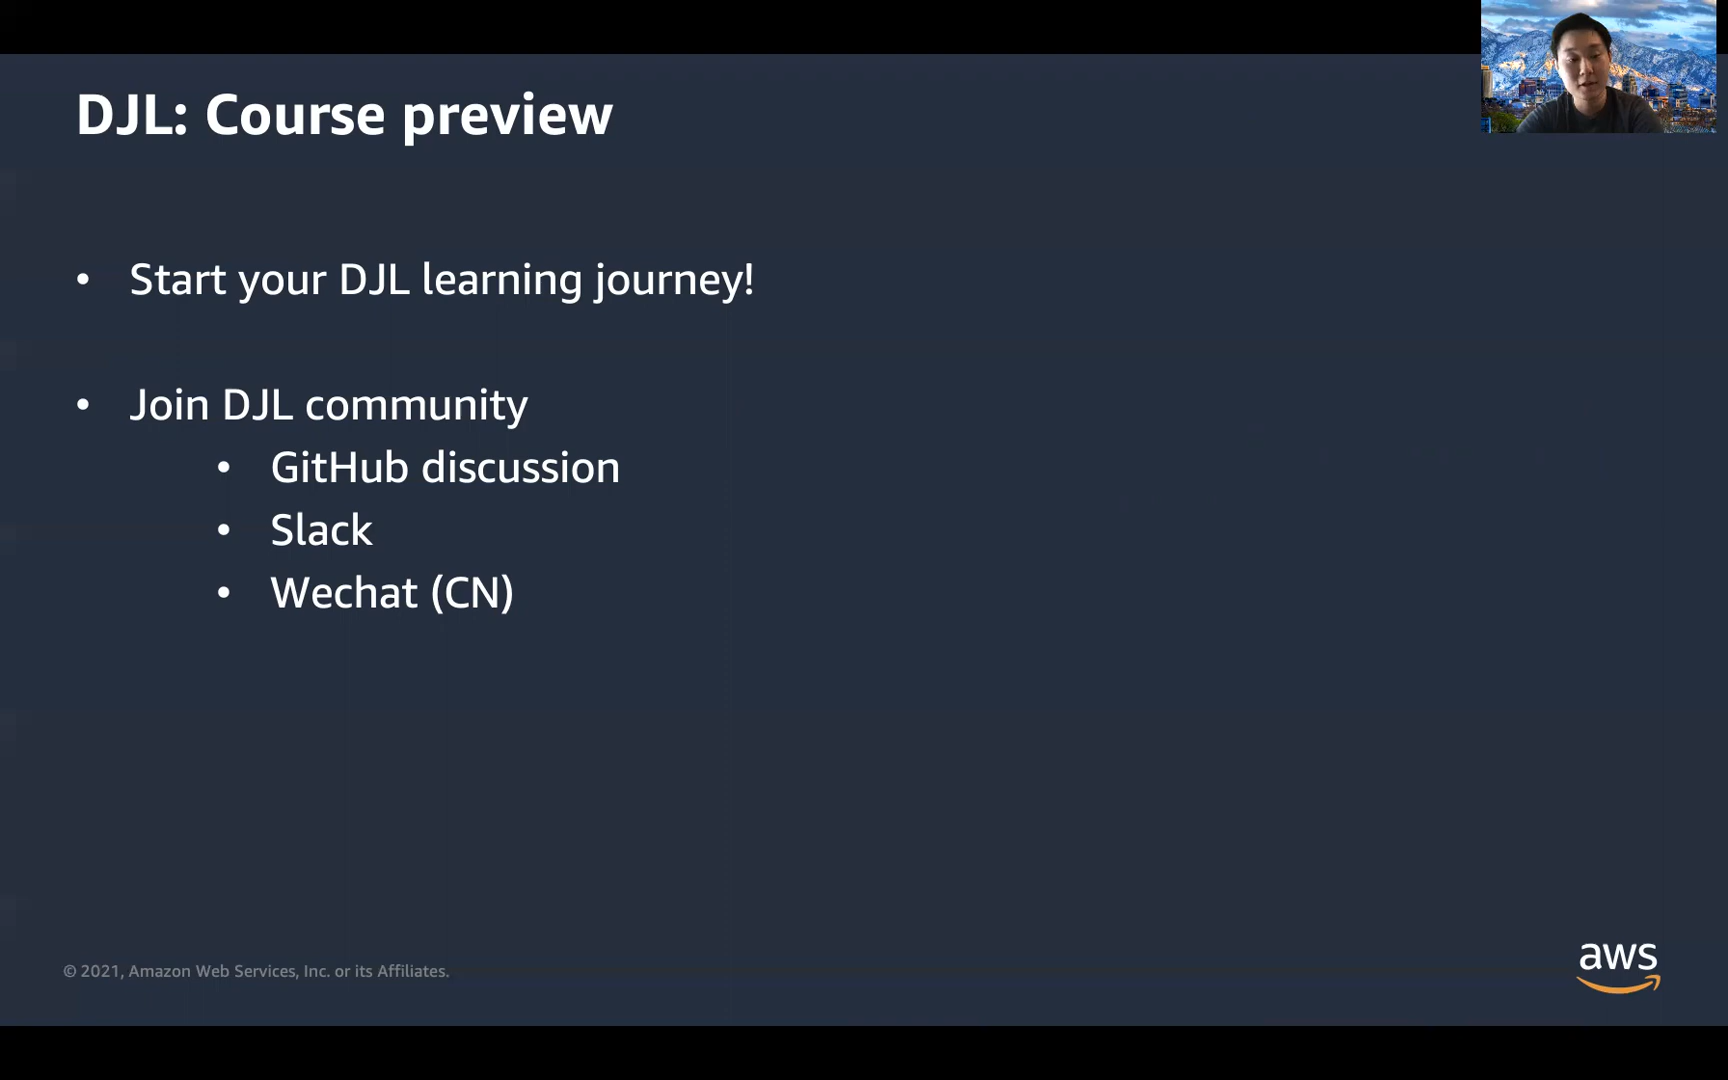 DJL: Course preview
• Start your DJL learning journey!
• Join DJL community
• GitHub discussion
• Slack
• Wechat (CN)
© 2021, Amazon Web Services, Inc. or its Affiliates.
aws